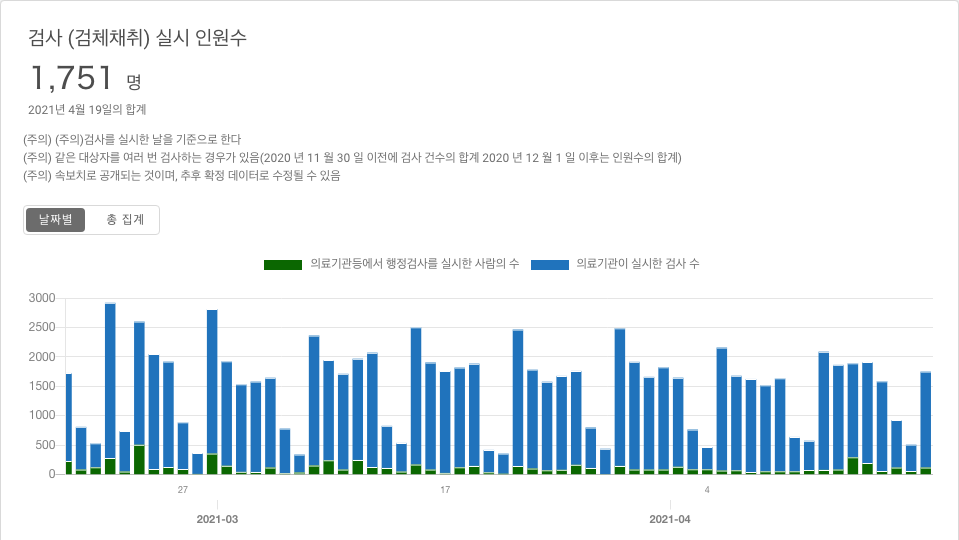 검사 (검체채취) 실시 인원수
1,751 명
2021년 4월 19일의 합계
(주의) (주의)검사를 실시한 날을 기준으로 한다
(주의) 같은 대상자를 여러 번 검사하는 경우가 있음(2020 년 11 월 30 일 이전에 검사 건수의 합계 2020 년 12 월 1 일 이후는 인원수의 합계)
(주의) 속보치로 공개되는 것이며, 추후 확정 데이터로 수정될 수 있음
날짜별 총 집계
의료기관등에서 행정검사를 실시한 사람의 수 의료기관이 실시한 검사 수
3000
2500
2000
1500
1000
500
0
27 17 4
2021-03 2021-04